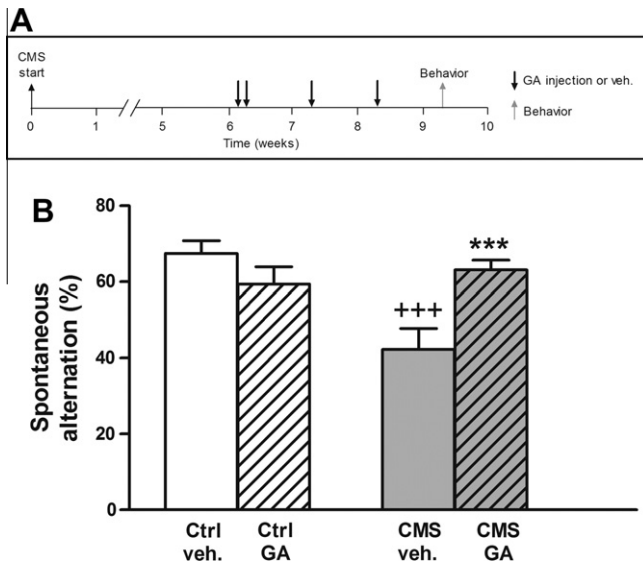 A
CMS
start
Behavior
GA injection or veh.
Behavior
0 1 5 6 7 8 9 10
Time (weeks)
B
Spontaneous
alternation (%)
80
60
40
20
0
+++
***
Ctrl
veh.
Ctrl
GA
CMS
veh.
CMS
GA